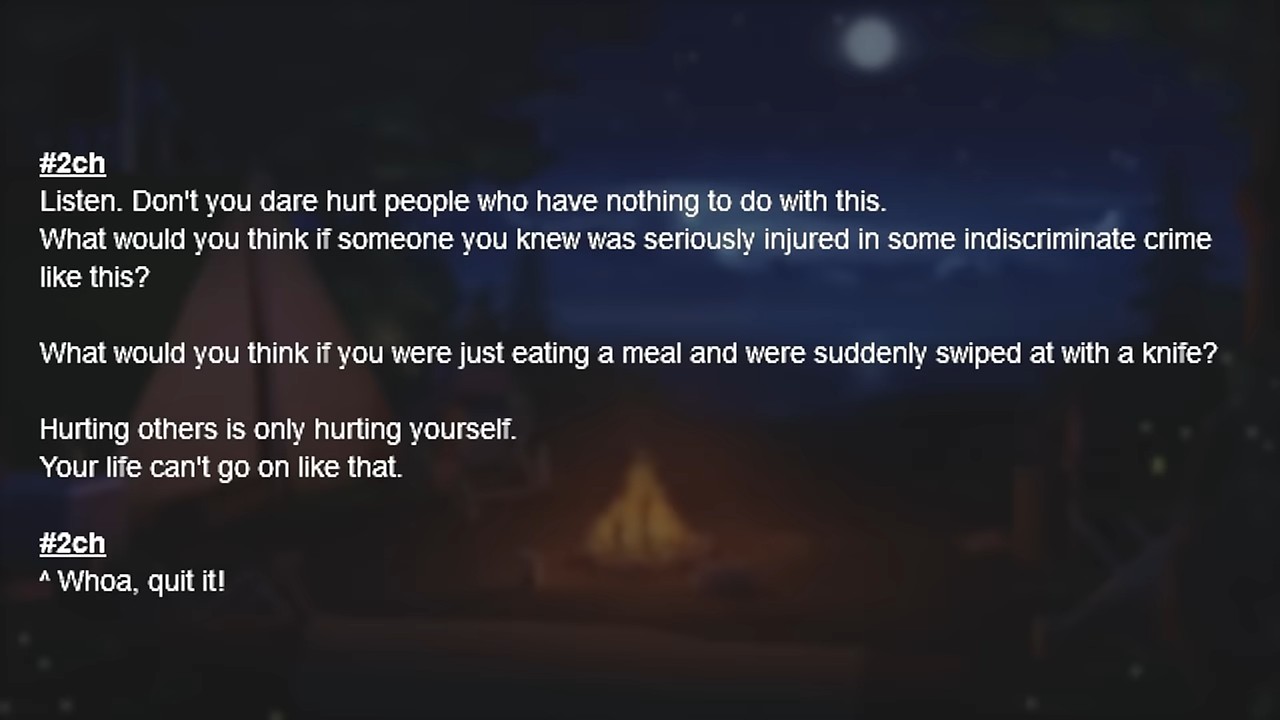 #2ch
Listen. Don't you dare hurt people who have nothing to do with this.
What would you think if someone you knew was seriously injured in some indiscriminate crime
like this?
What would you think if you were just eating a meal and were suddenly swiped at with a knife?
Hurting others is only hurting yourself.
Your life can't go on like that.
#2ch
^ Whoa, quit it!